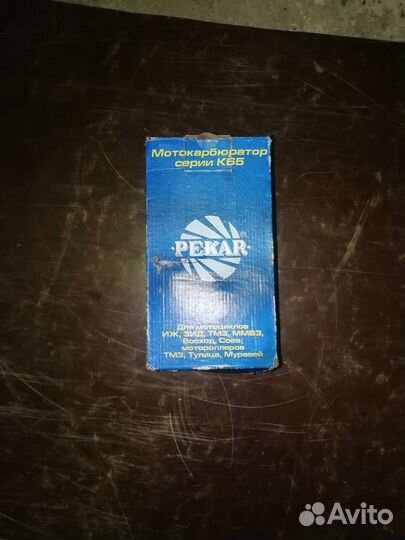 Мотокарбюратор
серии К65
PEKAR®
Для мотоциклов
ИЖ, ЗИД, ТМЗ, ММВЗ,
Восход, Сова;
мотороллеров
ТМЗ, Тулица, Муравей
Avito